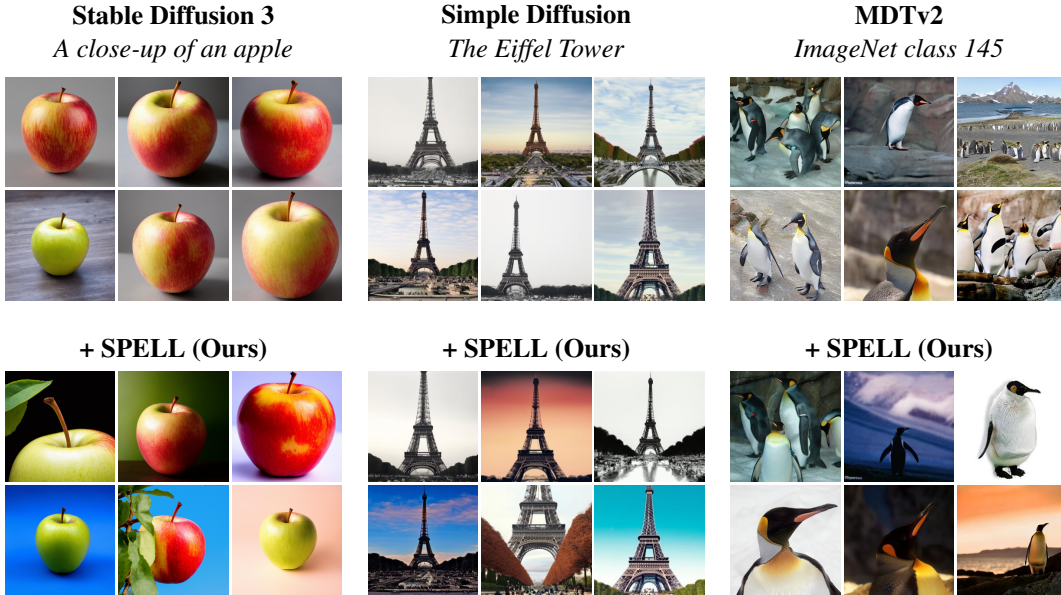 Stable Diffusion 3
A close-up of an apple
Simple Diffusion
The Eiffel Tower
MDTv2
ImageNet class 145
+ SPELL (Ours)
+ SPELL (Ours)
+ SPELL (Ours)